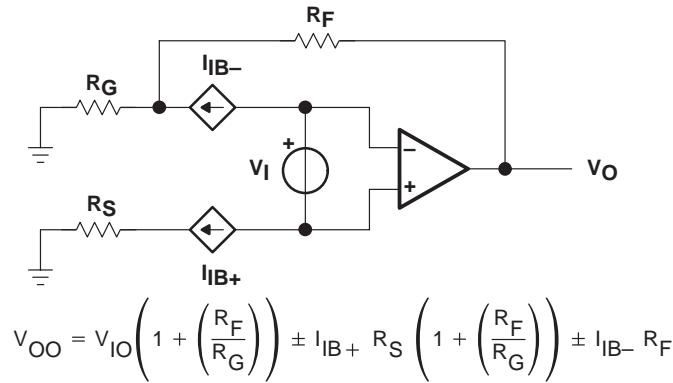 RF
IIB–
RG
+
VI
–
+
VO
RS
IIB+
VOO = VIO(1 + (RF/RG)) ± IIB+ RS (1 + (RF/RG)) ± IIB– RF